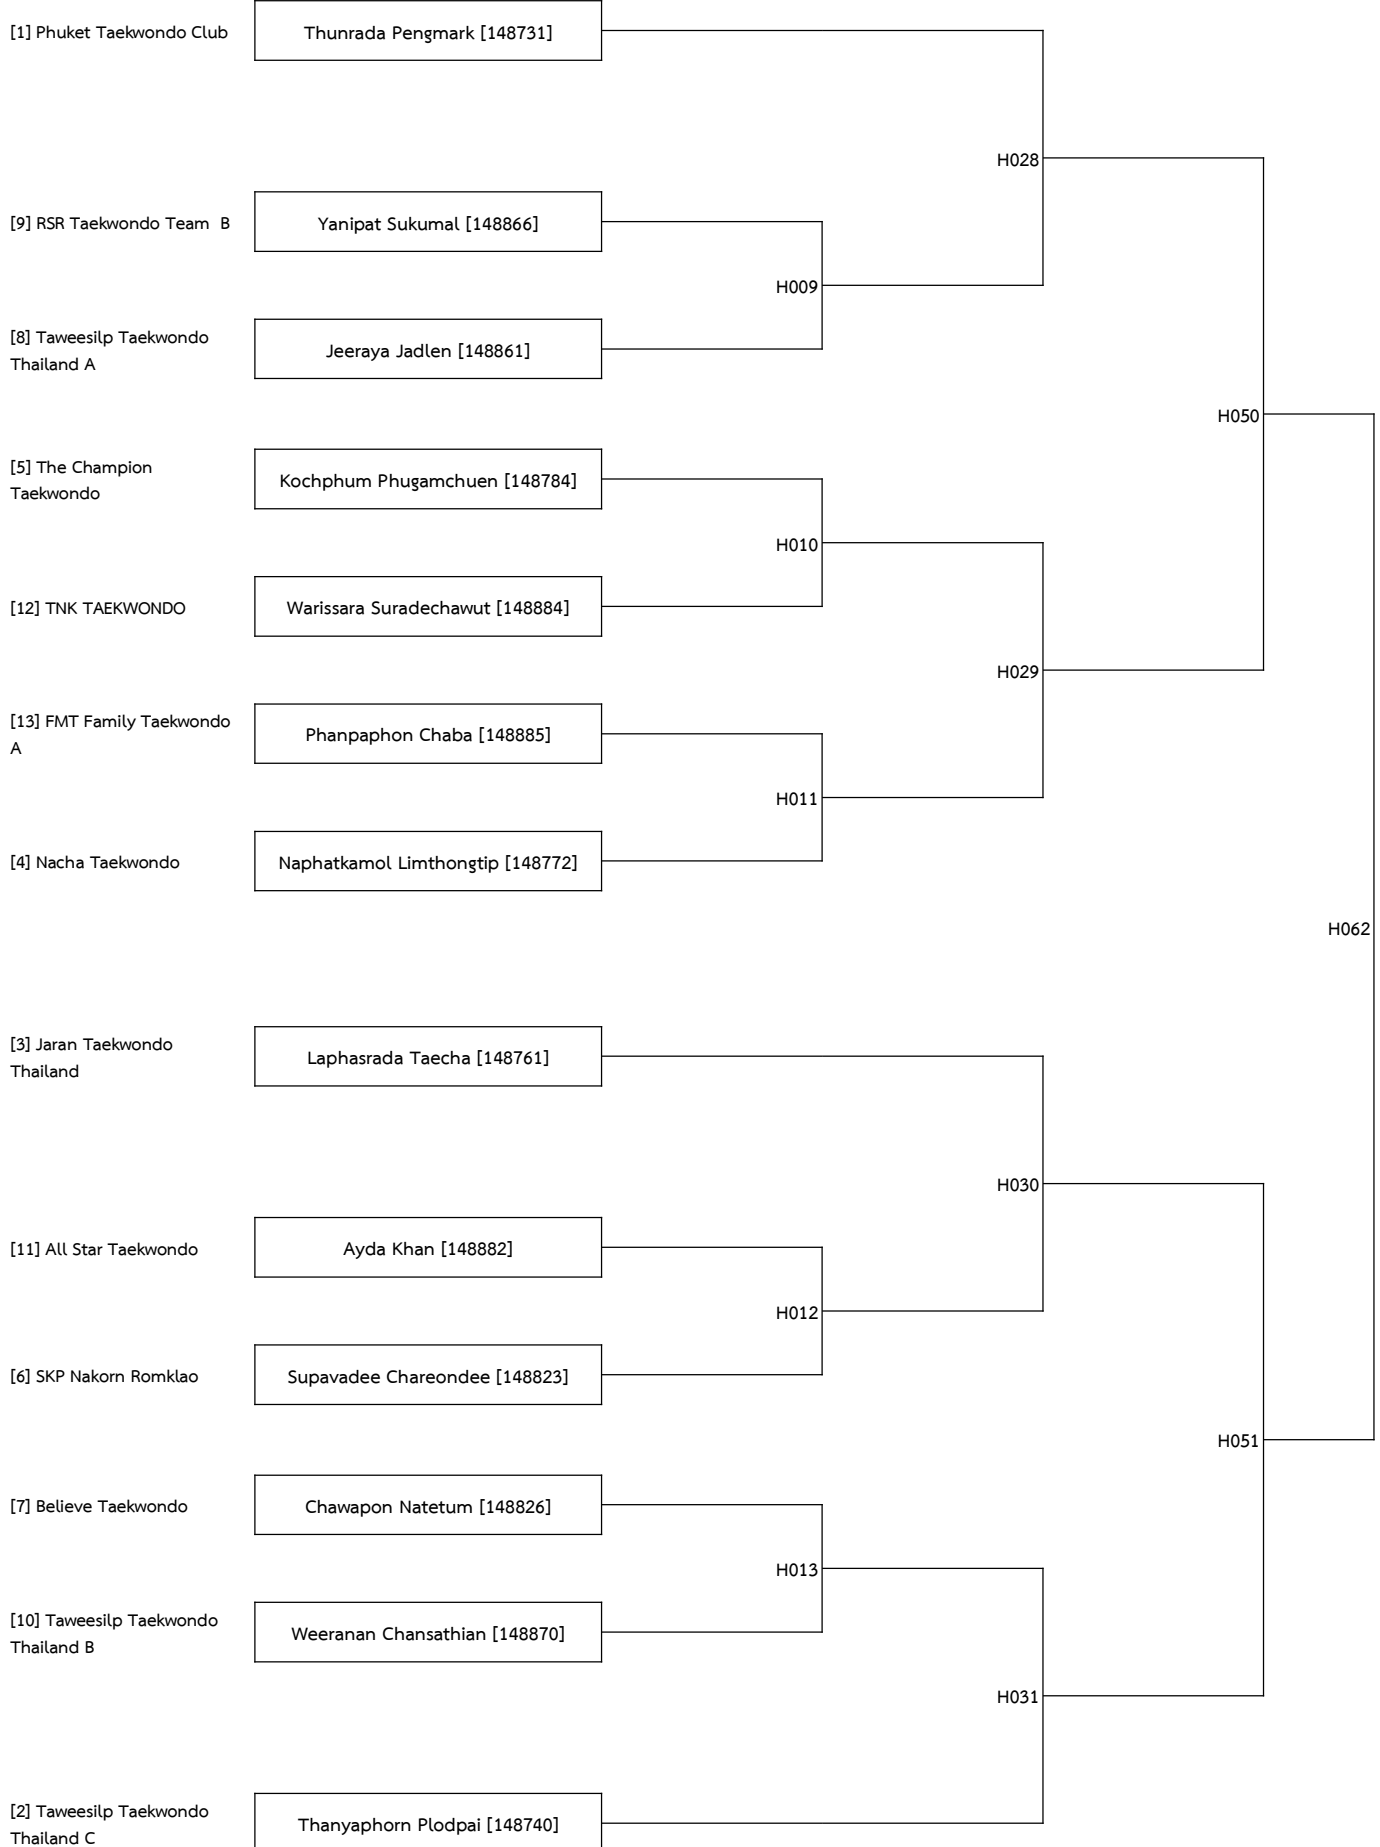 [1] Phuket Taekwondo Club
Thunrada Pengmark [148731]
H028
[9] RSR Taekwondo Team  B
Yanipat Sukumal [148866]
H009
[8] Taweesilp Taekwondo
Thailand A
Jeeraya Jadlen [148861]
H050
[5] The Champion
Taekwondo
Kochphum Phugamchuen [148784]
H010
[12] TNK TAEKWONDO
Warissara Suradechawut [148884]
H029
[13] FMT Family Taekwondo
A
Phanpaphon Chaba [148885]
H011
[4] Nacha Taekwondo
Naphatkamol Limthongtip [148772]
H062
[3] Jaran Taekwondo
Thailand
Laphasrada Taecha [148761]
H030
[11] All Star Taekwondo
Ayda Khan [148882]
H012
[6] SKP Nakorn Romklao
Supavadee Chareondee [148823]
H051
[7] Believe Taekwondo
Chawapon Natetum [148826]
H013
[10] Taweesilp Taekwondo
Thailand B
Weeranan Chansathian [148870]
H031
[2] Taweesilp Taekwondo
Thailand C
Thanyaphorn Plodpai [148740]